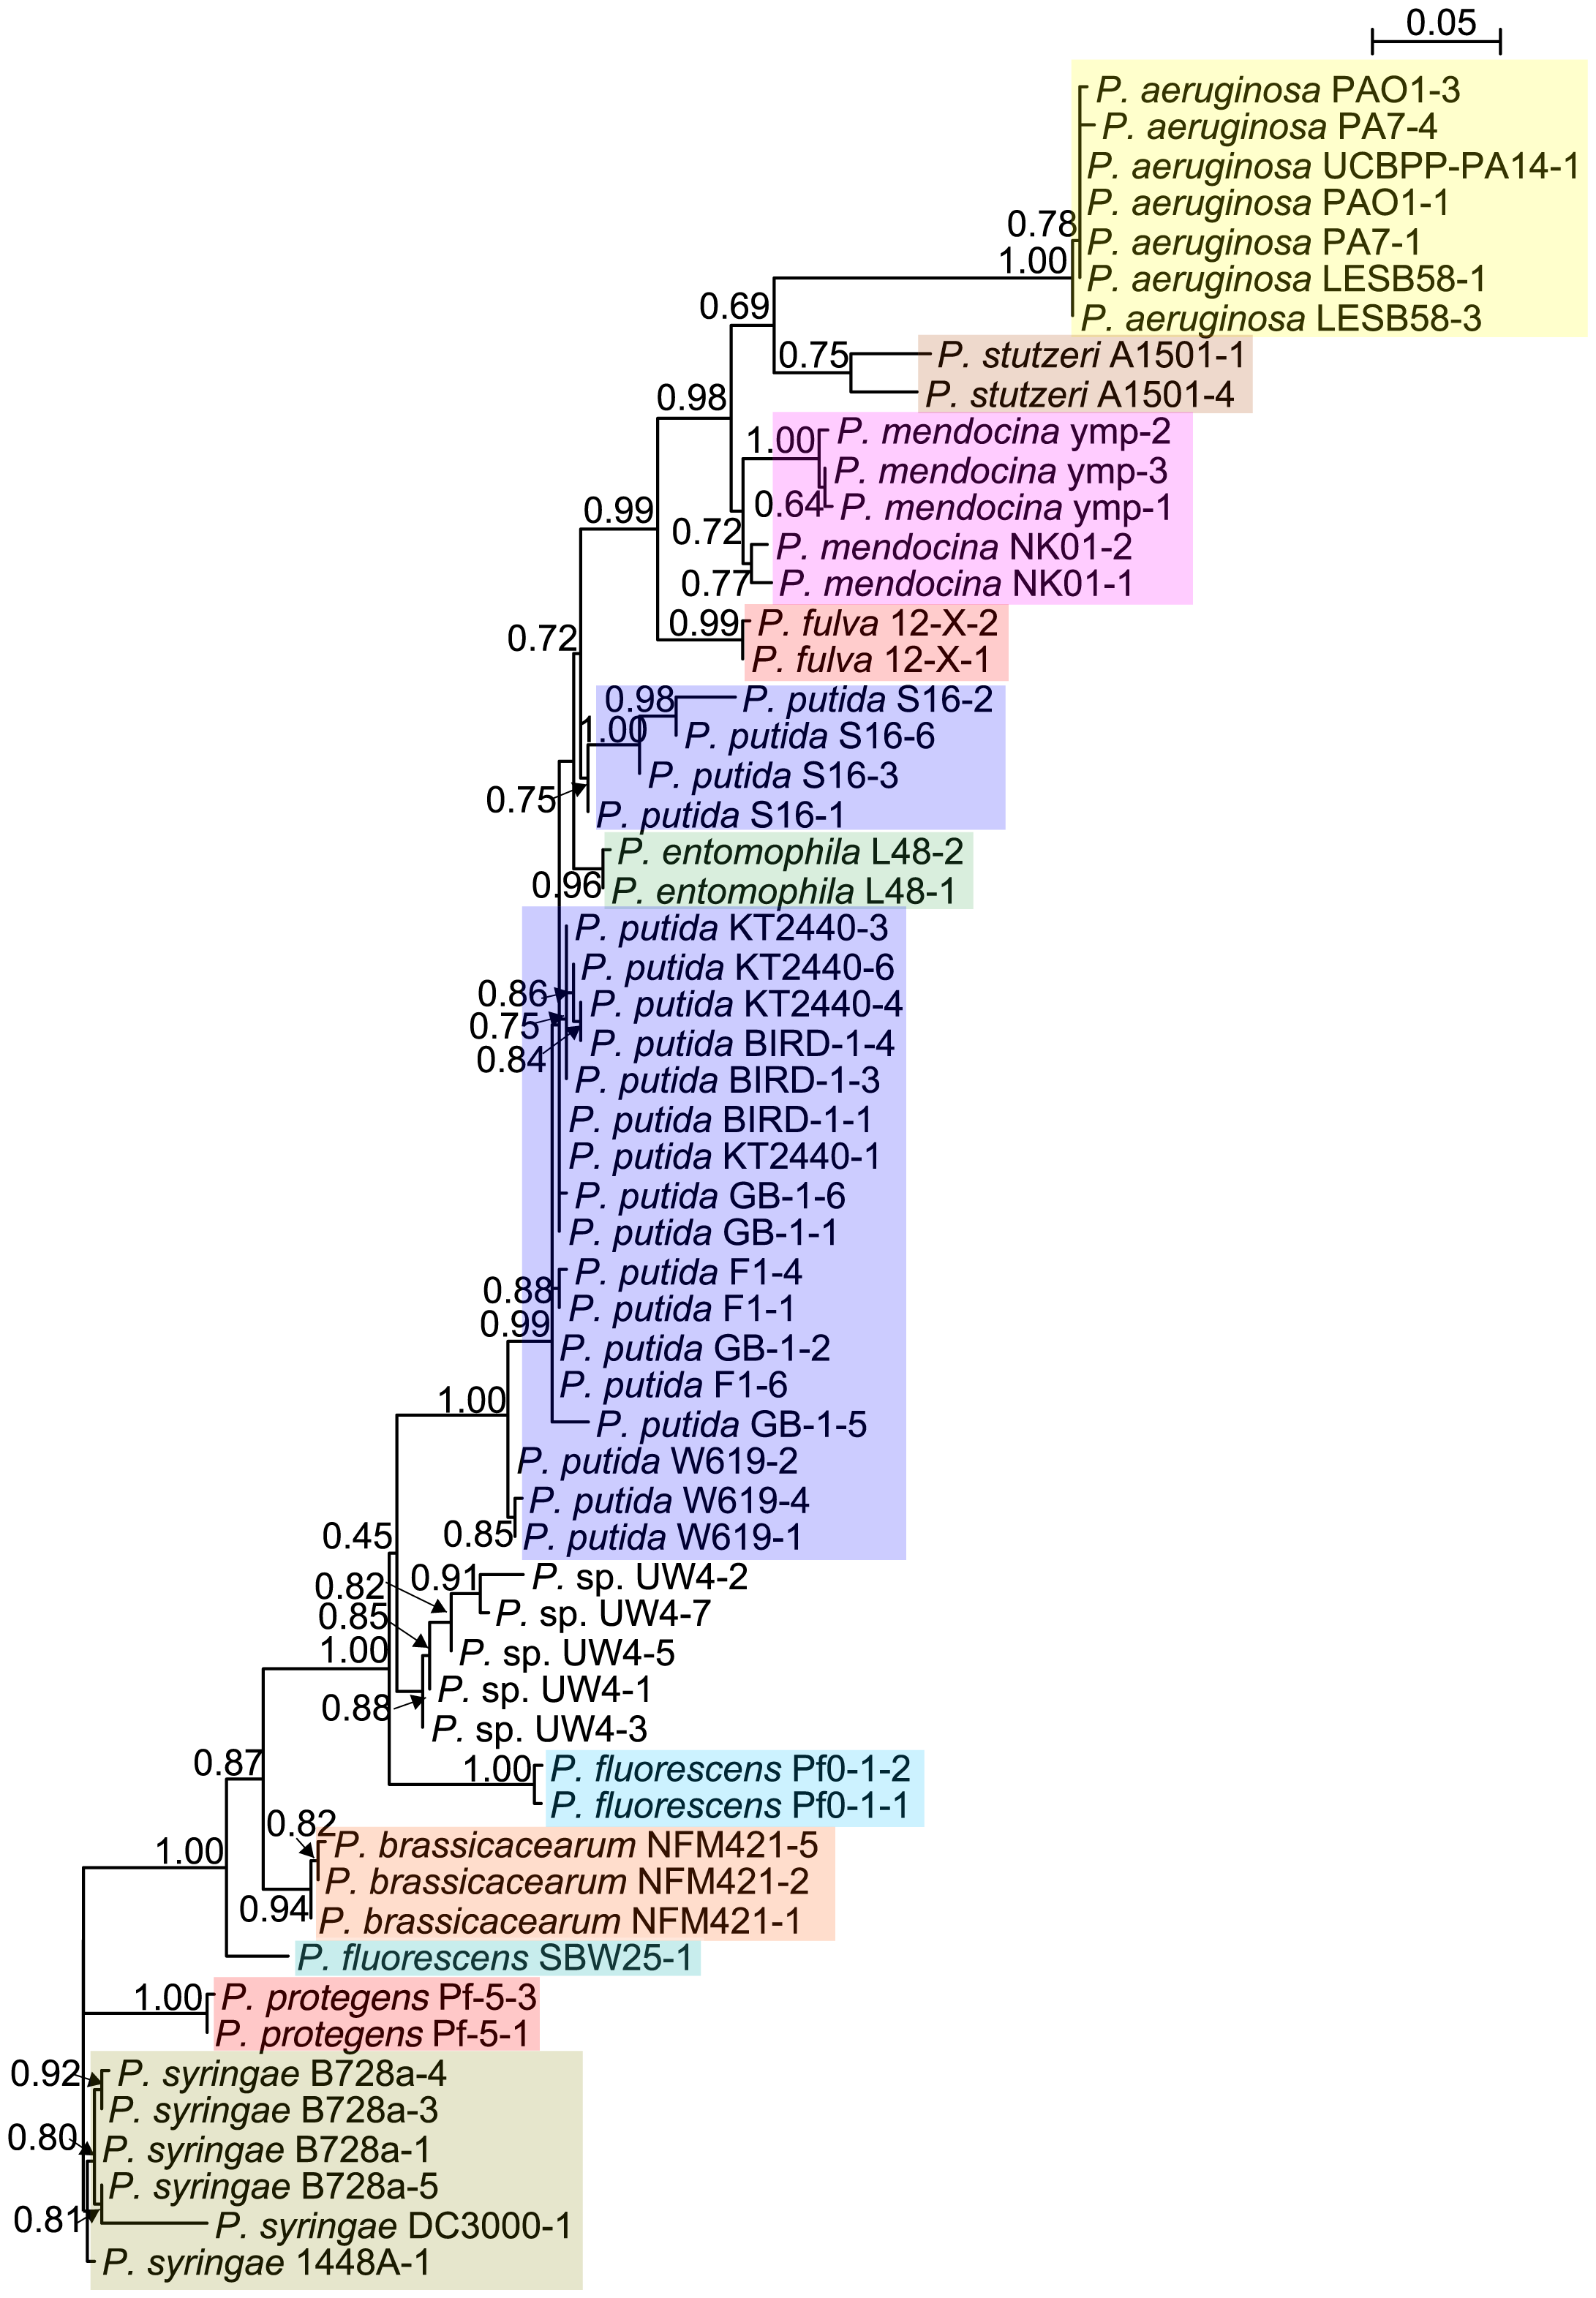 0.05
P. aeruginosa PAO1-3
P. aeruginosa PA7-4
P. aeruginosa UCBPP-PA14-1
P. aeruginosa PAO1-1
0.78
P. aeruginosa PA7-1
1.00
P. aeruginosa LESB58-1
0.69
P. aeruginosa LESB58-3
0.75
P. stutzeri A1501-1
P. stutzeri A1501-4
0.98
P. mendocina ymp-2
1.00
P. mendocina ymp-3
0.64
P. mendocina ymp-1
0.99
0.72
P. mendocina NK01-2
0.77
P. mendocina NK01-1
0.99
P. fulva 12-X-2
0.72
P. fulva 12-X-1
0.98
P. putida S16-2
1.00
P. putida S16-6
P. putida S16-3
0.75
P. putida S16-1
P. entomophila L48-2
0.96
P. entomophila L48-1
P. putida KT2440-3
P. putida KT2440-6
0.86
P. putida KT2440-4
0.75
P. putida BIRD-1-4
0.84
P. putida BIRD-1-3
P. putida BIRD-1-1
P. putida KT2440-1
P. putida GB-1-6
P. putida GB-1-1
P. putida F1-4
0.88
P. putida F1-1
0.99
P. putida GB-1-2
P. putida F1-6
1.00
P. putida GB-1-5
P. putida W619-2
P. putida W619-4
0.45
0.85
P. putida W619-1
0.91
P. sp. UW4-2
0.82
P. sp. UW4-7
0.85
1.00
P. sp. UW4-5
P. sp. UW4-1
0.88
P. sp. UW4-3
0.87
1.00
P. fluorescens Pf0-1-2
P. fluorescens Pf0-1-1
0.82
P. brassicacearum NFM421-5
1.00
P. brassicacearum NFM421-2
0.94
P. brassicacearum NFM421-1
P. fluorescens SBW25-1
1.00
P. protegens Pf-5-3
P. protegens Pf-5-1
0.92
P. syringae B728a-4
P. syringae B728a-3
0.80
P. syringae B728a-1
P. syringae B728a-5
0.81
P. syringae DC3000-1
P. syringae 1448A-1